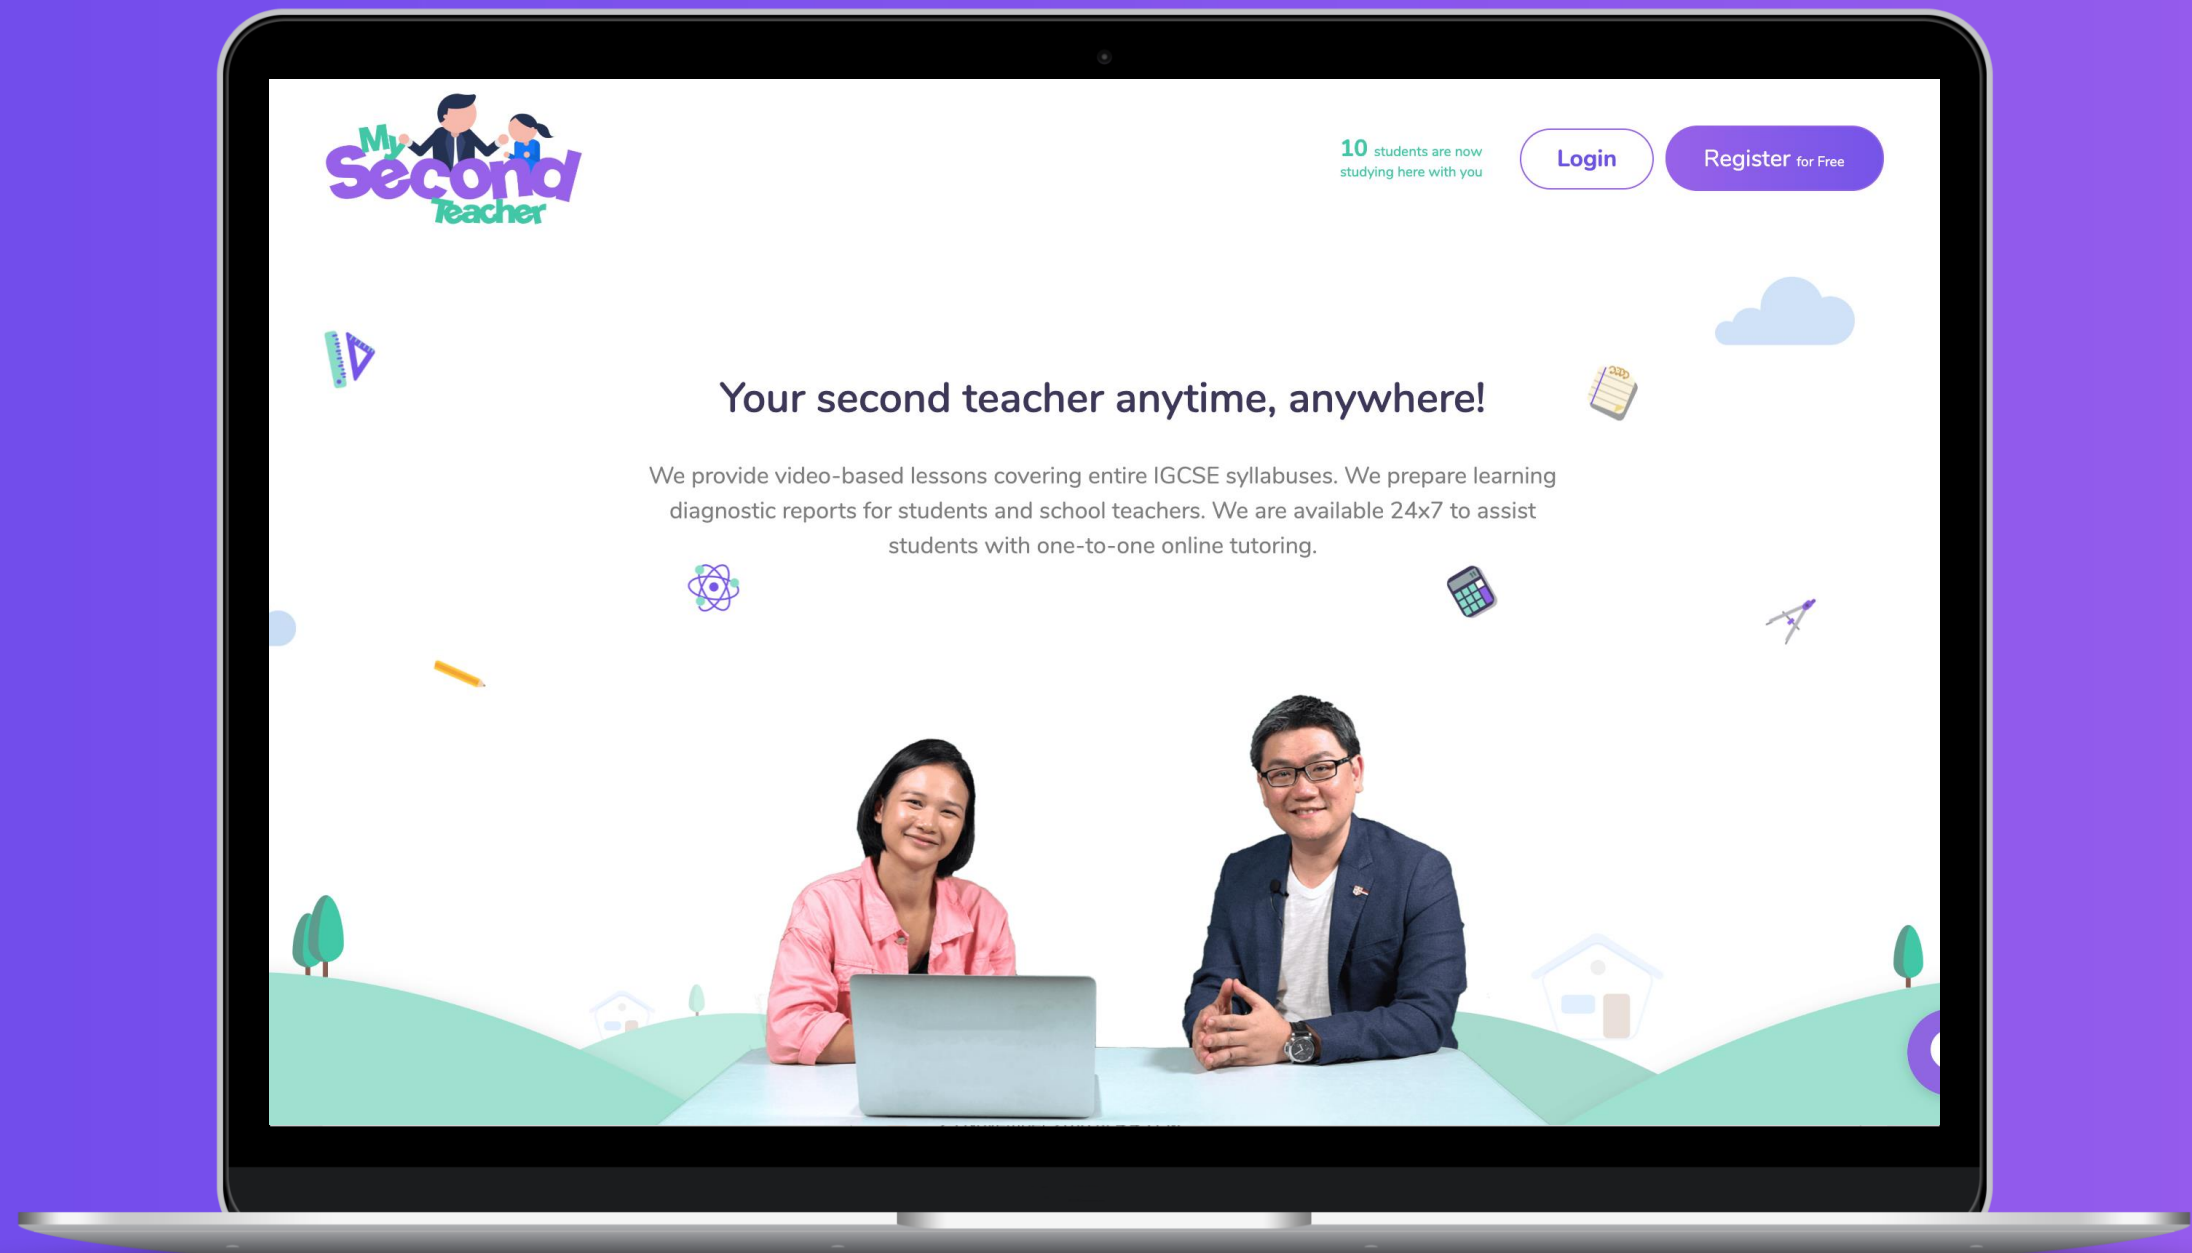 My
Second
Teacher
10 students are now
studying here with you
Login
Register for Free
Your second teacher anytime, anywhere!
We provide video-based lessons covering entire IGCSE syllabuses. We prepare learning
diagnostic reports for students and school teachers. We are available 24x7 to assist
students with one-to-one online tutoring.